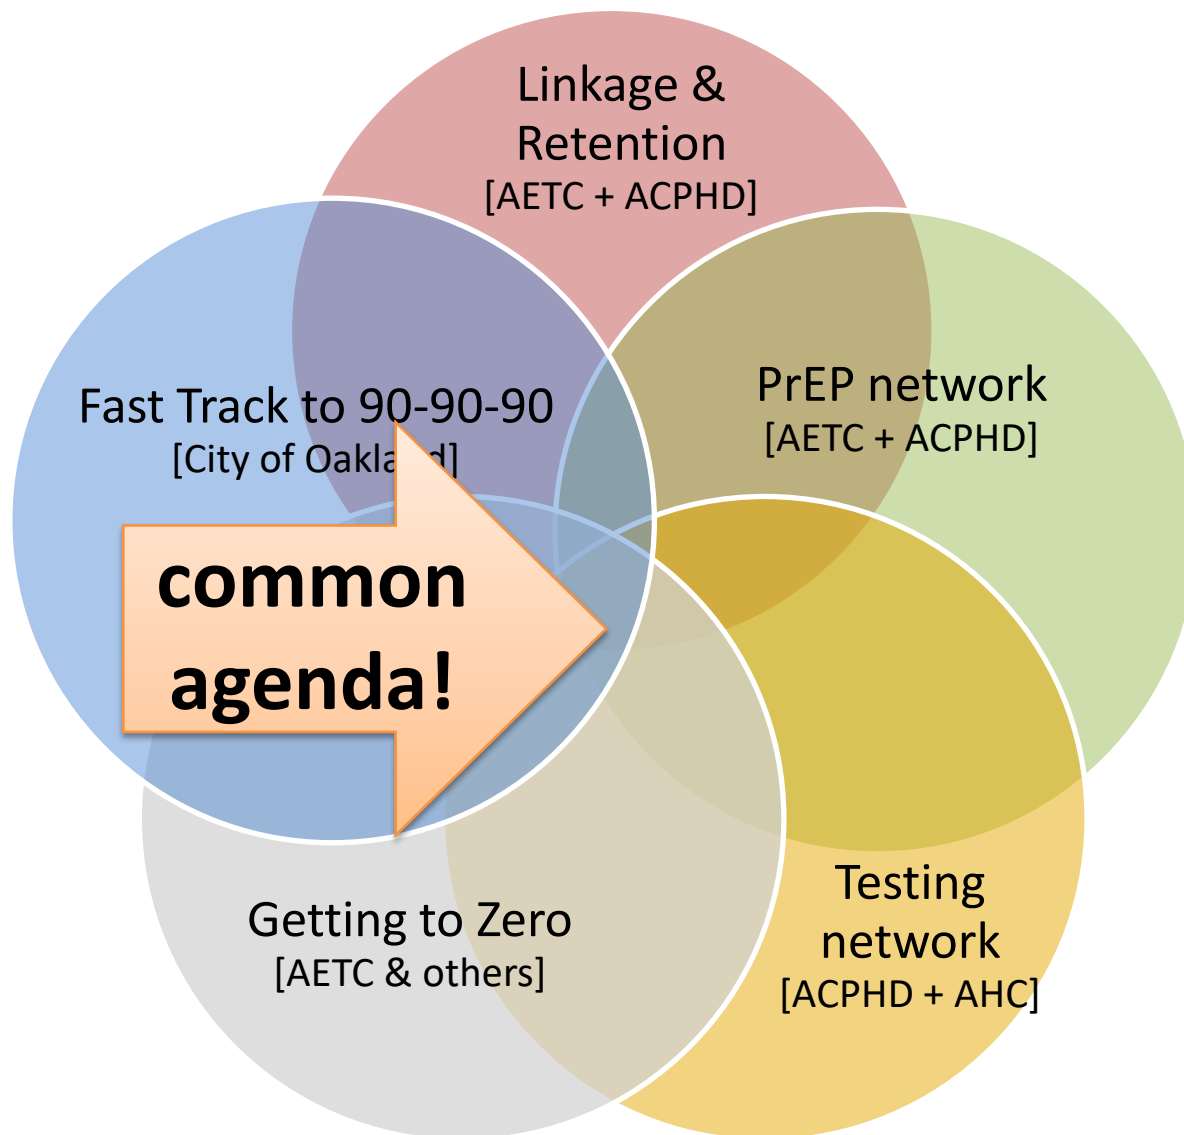 Linkage &
Retention
[AETC + ACPHD]
PrEP network
[AETC + ACPHD]
Fast Track to 90-90-90
[City of Oakland]
common
agenda!
Testing
network
[ACPHD + AHC]
Getting to Zero
[AETC & others]